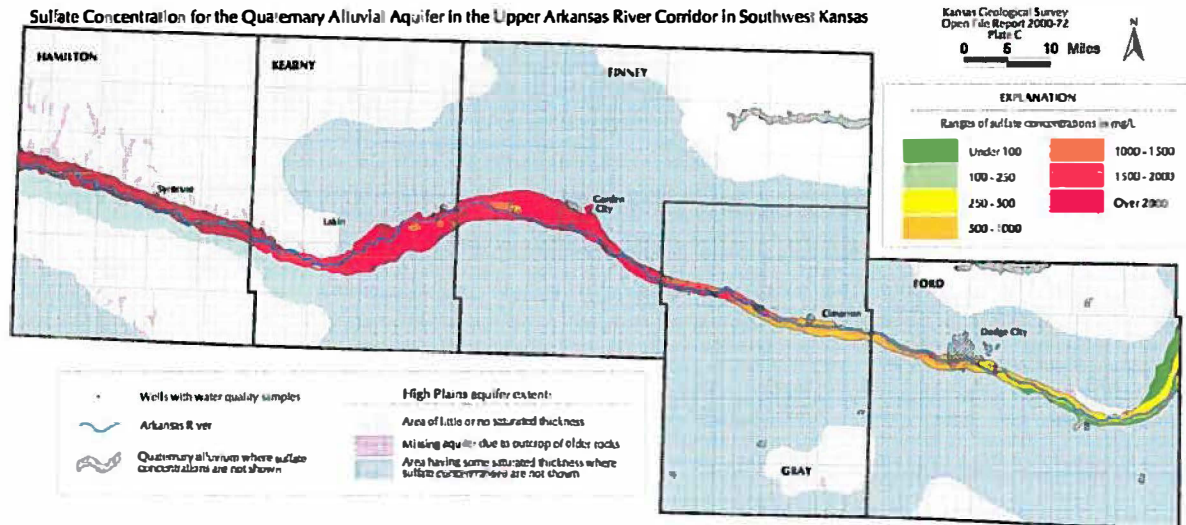 Sulfate Concentration for the Quaternary Alluvial Aquifer in the Upper Arkansas River Corridor in Southwest Kansas
Kansas Geological Survey
Open File Report 2000-72
Plate C
0 5 10 Miles
N
HAMILTON
KEARNY
FINNEY
Syracuse
Lakin
Garden
City
Cimarron
GRAY
FORD
Dodge City
EXPLANATION
Ranges of sulfate concentrations in mg/L
Under 100
100 - 250
250 - 500
500 - 1000
1000 - 1500
1500 - 2000
Over 2000
Wells with water quality samples
Arkansas River
Quaternary alluvium where sulfate
concentrations are not shown
High Plains aquifer extent:
Area of little or no saturated thickness
Missing aquifer due to outcrop of older rocks
Area having some saturated thickness where
sulfate concentrations are not shown